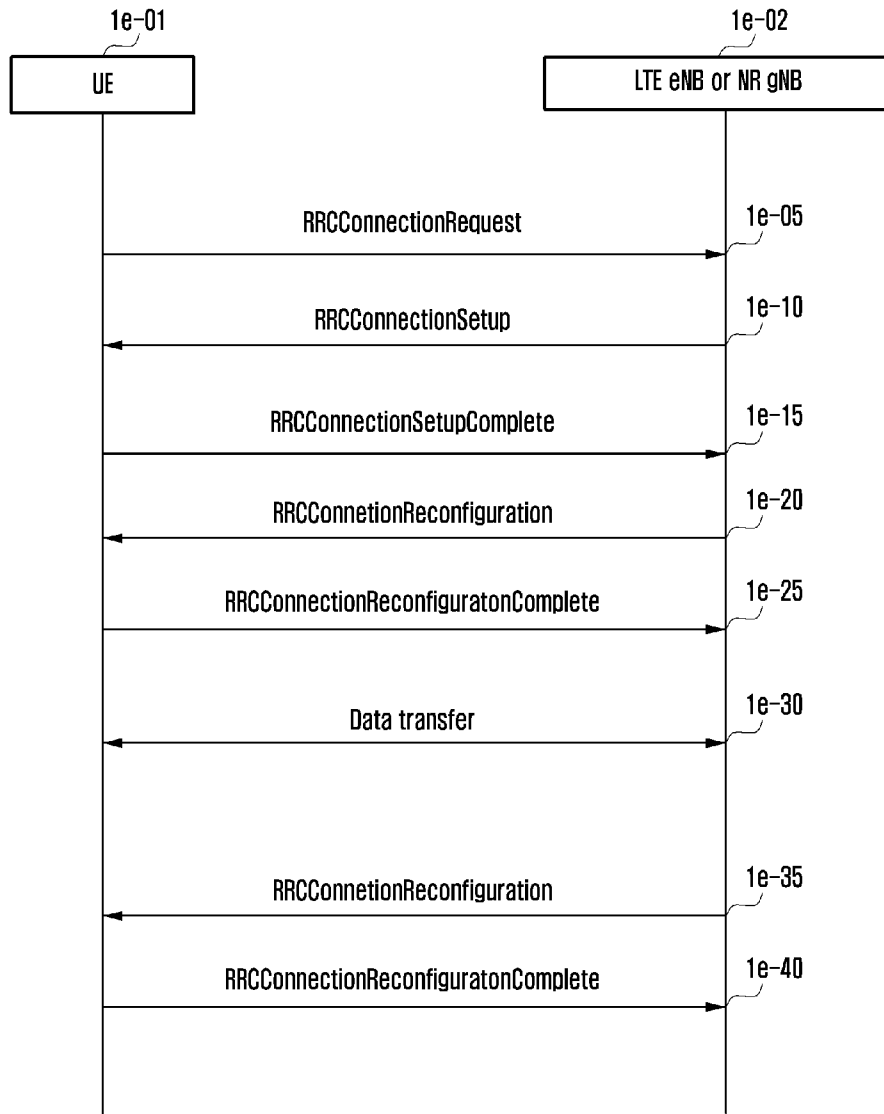 1e-01
1e-02
UE
LTE eNB or NR gNB
RRCConnectionRequest
1e-05
RRCConnectionSetup
1e-10
RRCConnectionSetupComplete
1e-15
RRCConnetionReconfiguration
1e-20
RRCConnectionReconfiguratonComplete
1e-25
Data transfer
1e-30
RRCConnetionReconfiguration
1e-35
RRCConnectionReconfiguratonComplete
1e-40